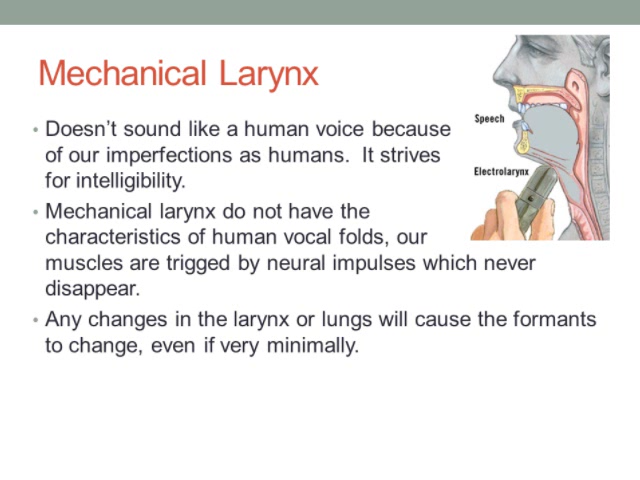 Mechanical Larynx
• Doesn’t sound like a human voice because
of our imperfections as humans.  It strives
for intelligibility.
• Mechanical larynx do not have the
characteristics of human vocal folds, our
muscles are trigged by neural impulses which never
disappear.
• Any changes in the larynx or lungs will cause the formants
to change, even if very minimally.
Speech
Electrolarynx